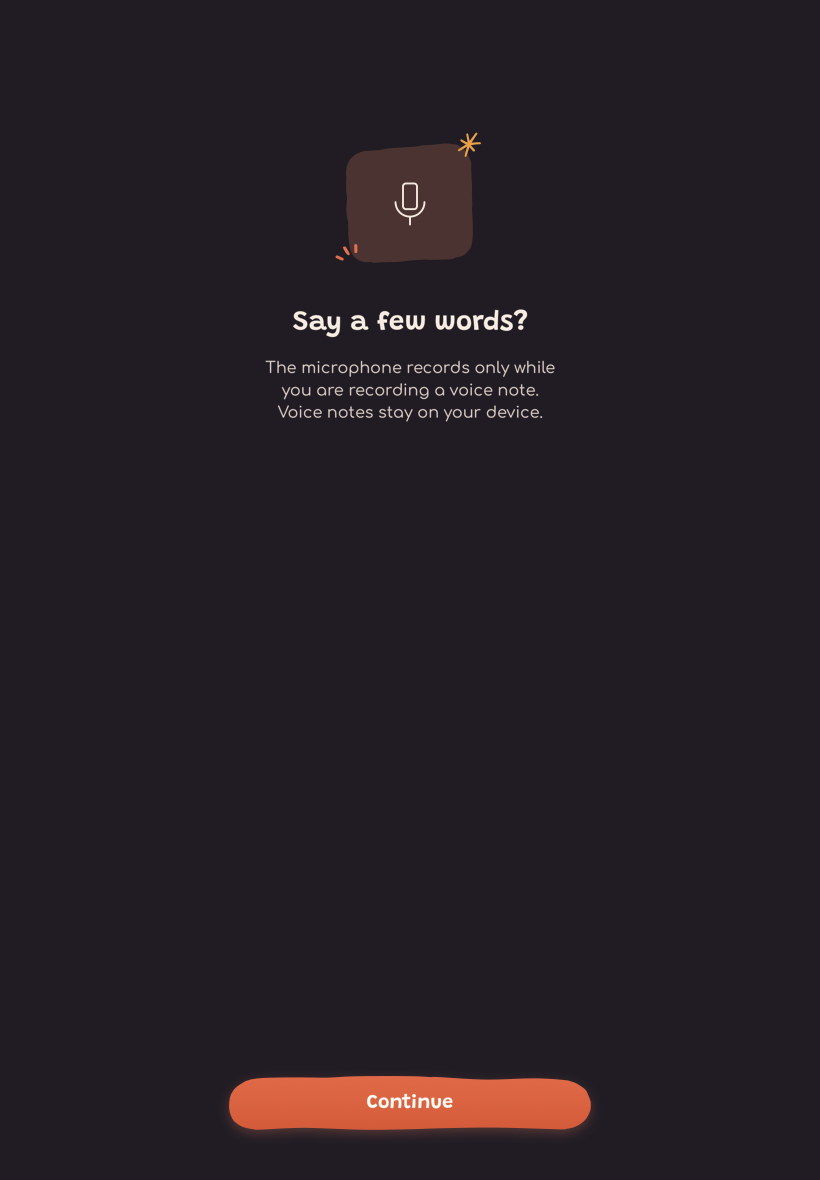 Say a few words?
The microphone records only while
you are recording a voice note.
Voice notes stay on your device.
Continue